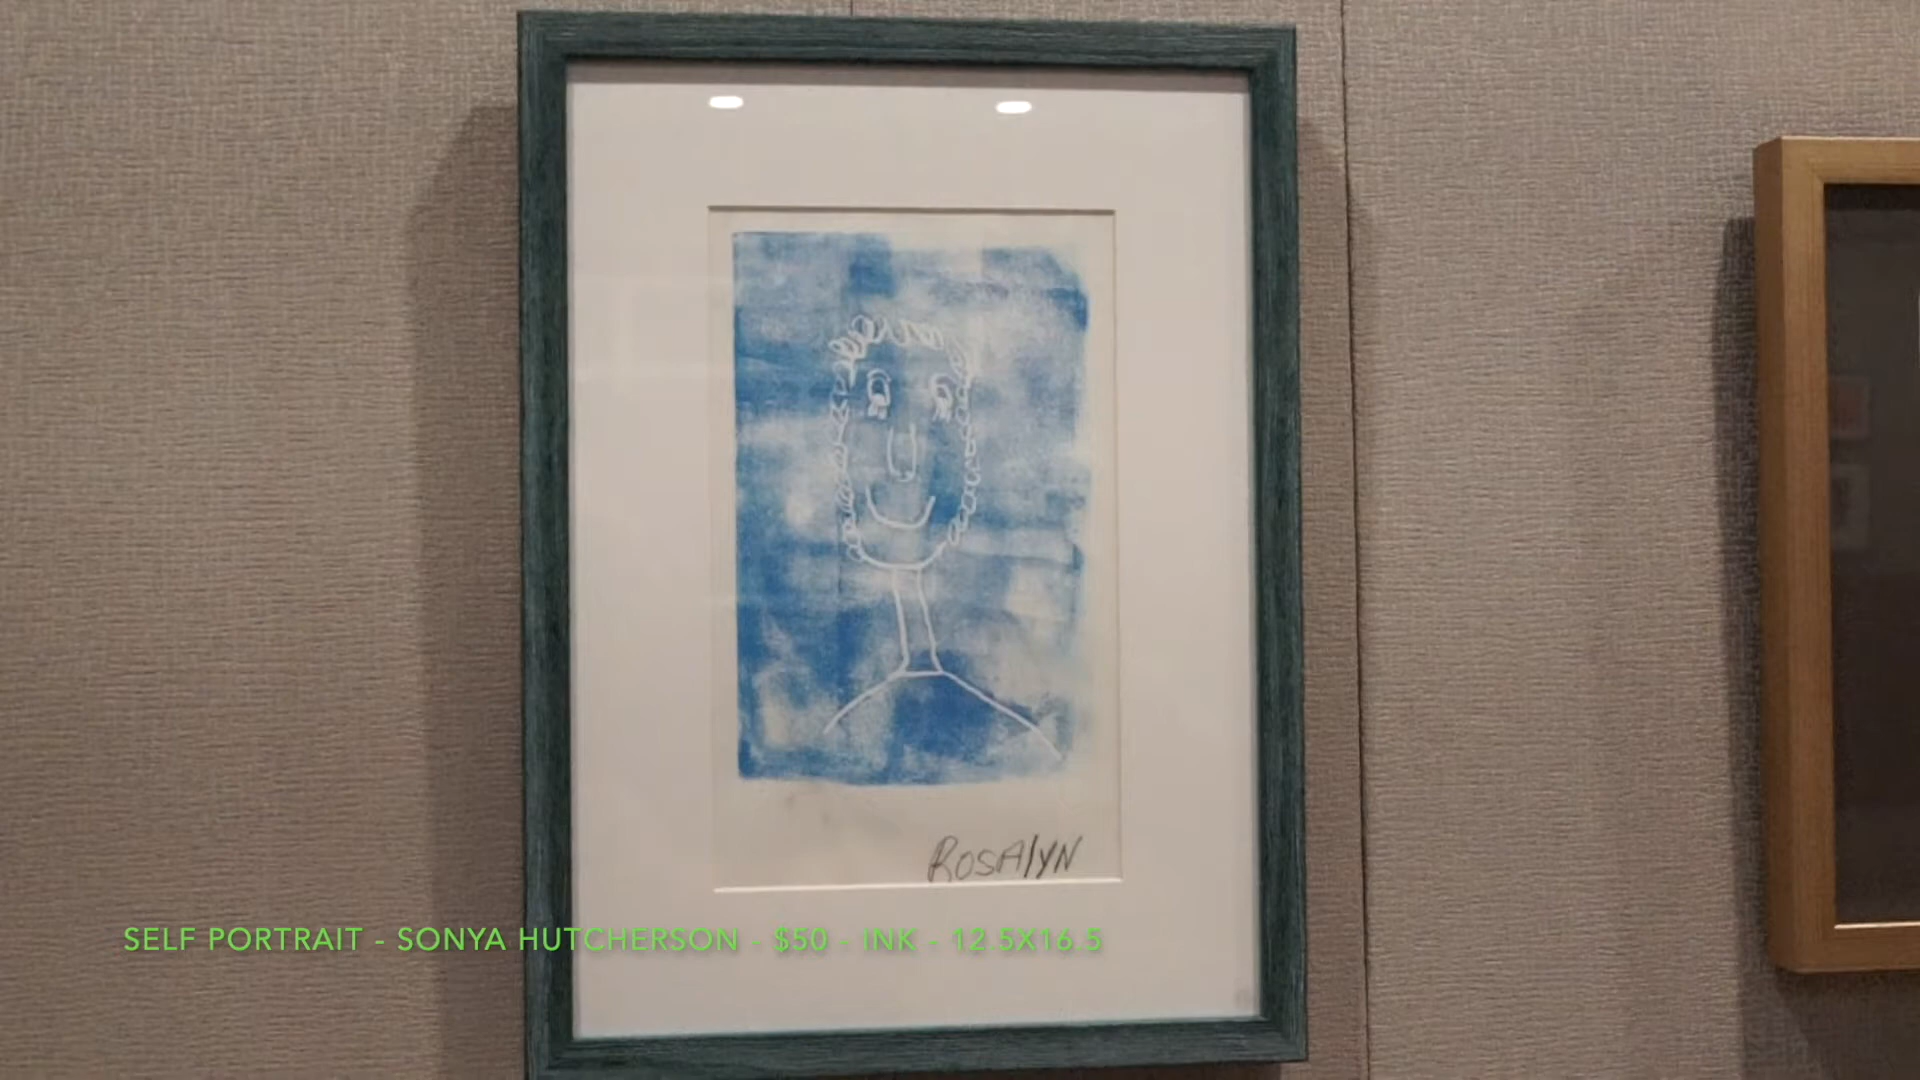 ROSAlYN
SELF PORTRAIT - SONYA HUTCHERSON - $50 - INK - 12.5X16.5